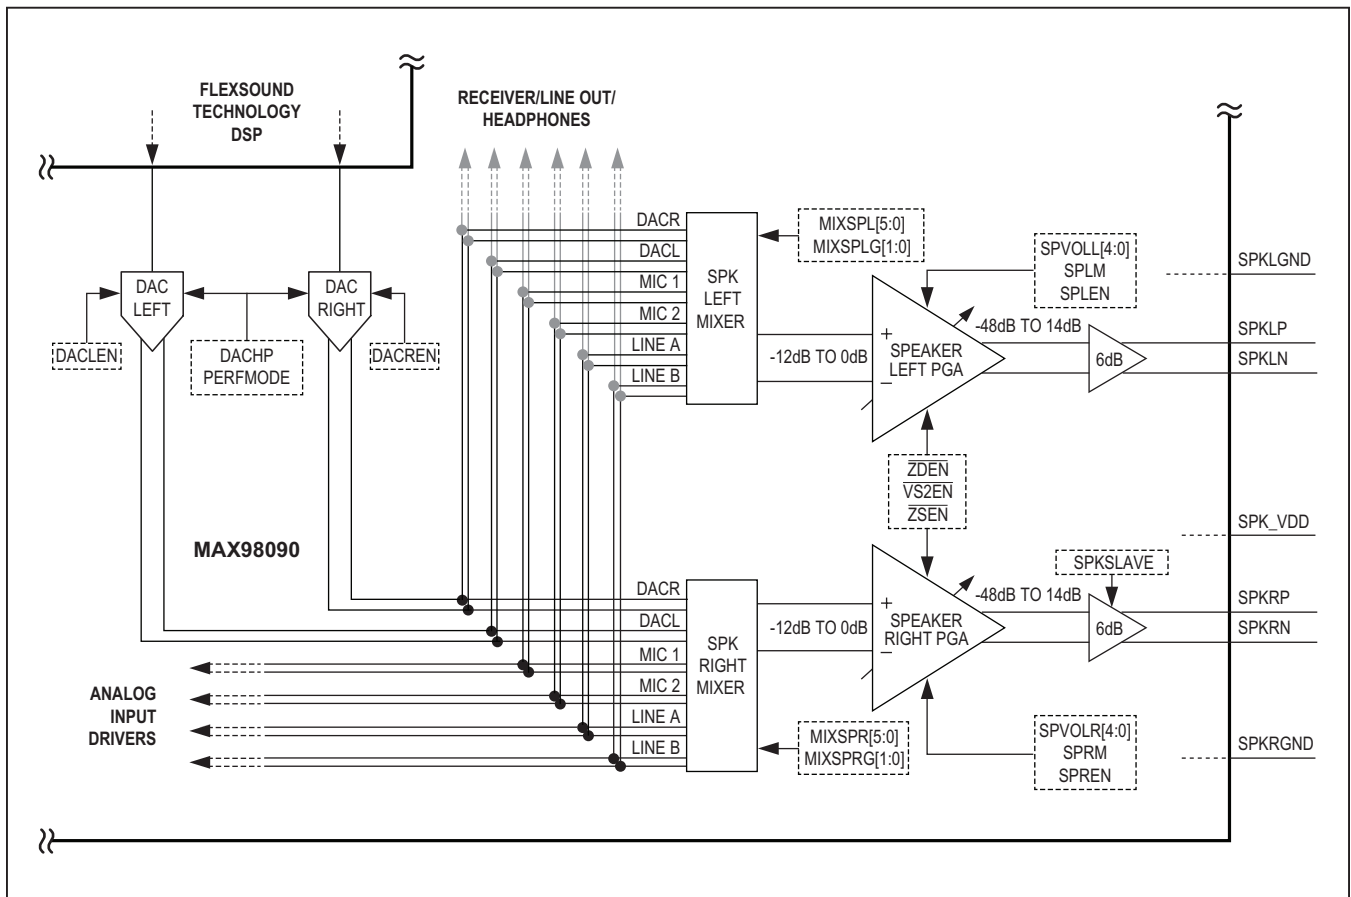 FLEXSOUND
TECHNOLOGY
DSP
RECEIVER/LINE OUT/
HEADPHONES
DAC
LEFT
DAC
RIGHT
DACLEN
DACHP
PERFMODE
DACREN
DACR
DACL
MIC 1
MIC 2
LINE A
LINE B
SPK
LEFT
MIXER
MIXSPL[5:0]
MIXSPLG[1:0]
-12dB TO 0dB
+
SPEAKER
LEFT PGA
–
SPVOLL[4:0]
SPLM
SPLEN
-48dB TO 14dB
6dB
SPKLGND
SPKLP
SPKLN
ZDEN
VS2EN
ZSEN
SPK_VDD
MAX98090
DACR
DACL
MIC 1
MIC 2
LINE A
LINE B
ANALOG
INPUT
DRIVERS
SPK
RIGHT
MIXER
MIXSPR[5:0]
MIXSPRG[1:0]
-12dB TO 0dB
+
SPEAKER
RIGHT PGA
–
-48dB TO 14dB
SPKSLAVE
6dB
SPVOLR[4:0]
SPRM
SPREN
SPKRP
SPKRN
SPKRGND